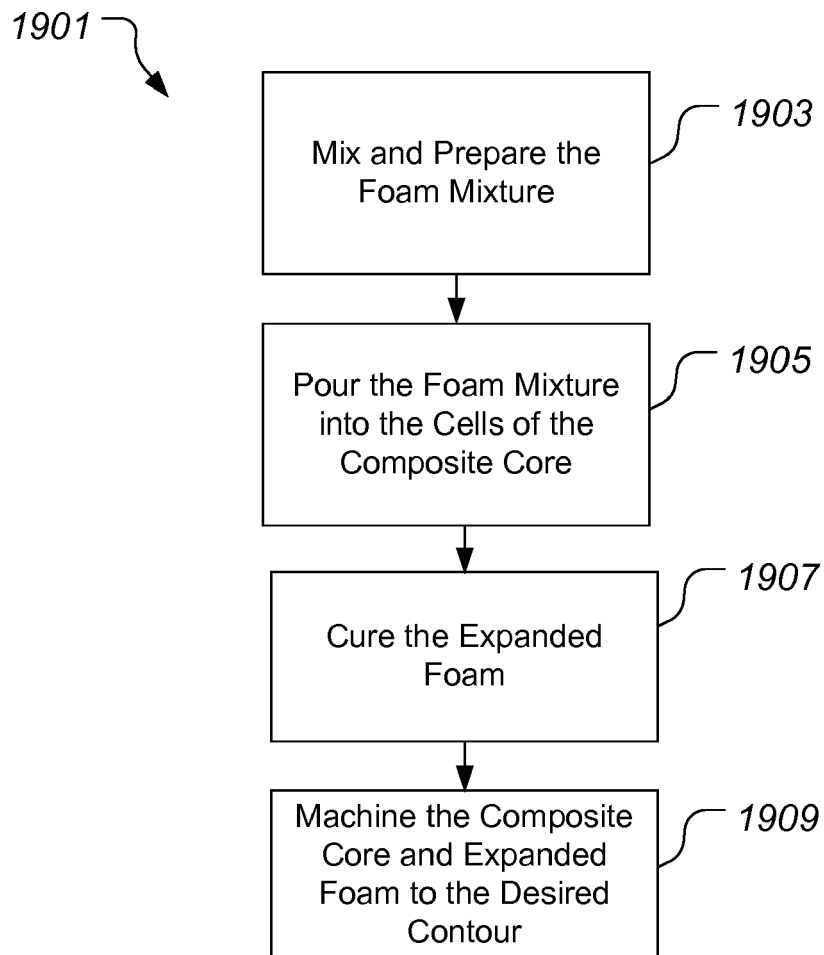 1901
1903
Mix and Prepare the
Foam Mixture
1905
Pour the Foam Mixture
into the Cells of the
Composite Core
1907
Cure the Expanded
Foam
1909
Machine the Composite
Core and Expanded
Foam to the Desired
Contour